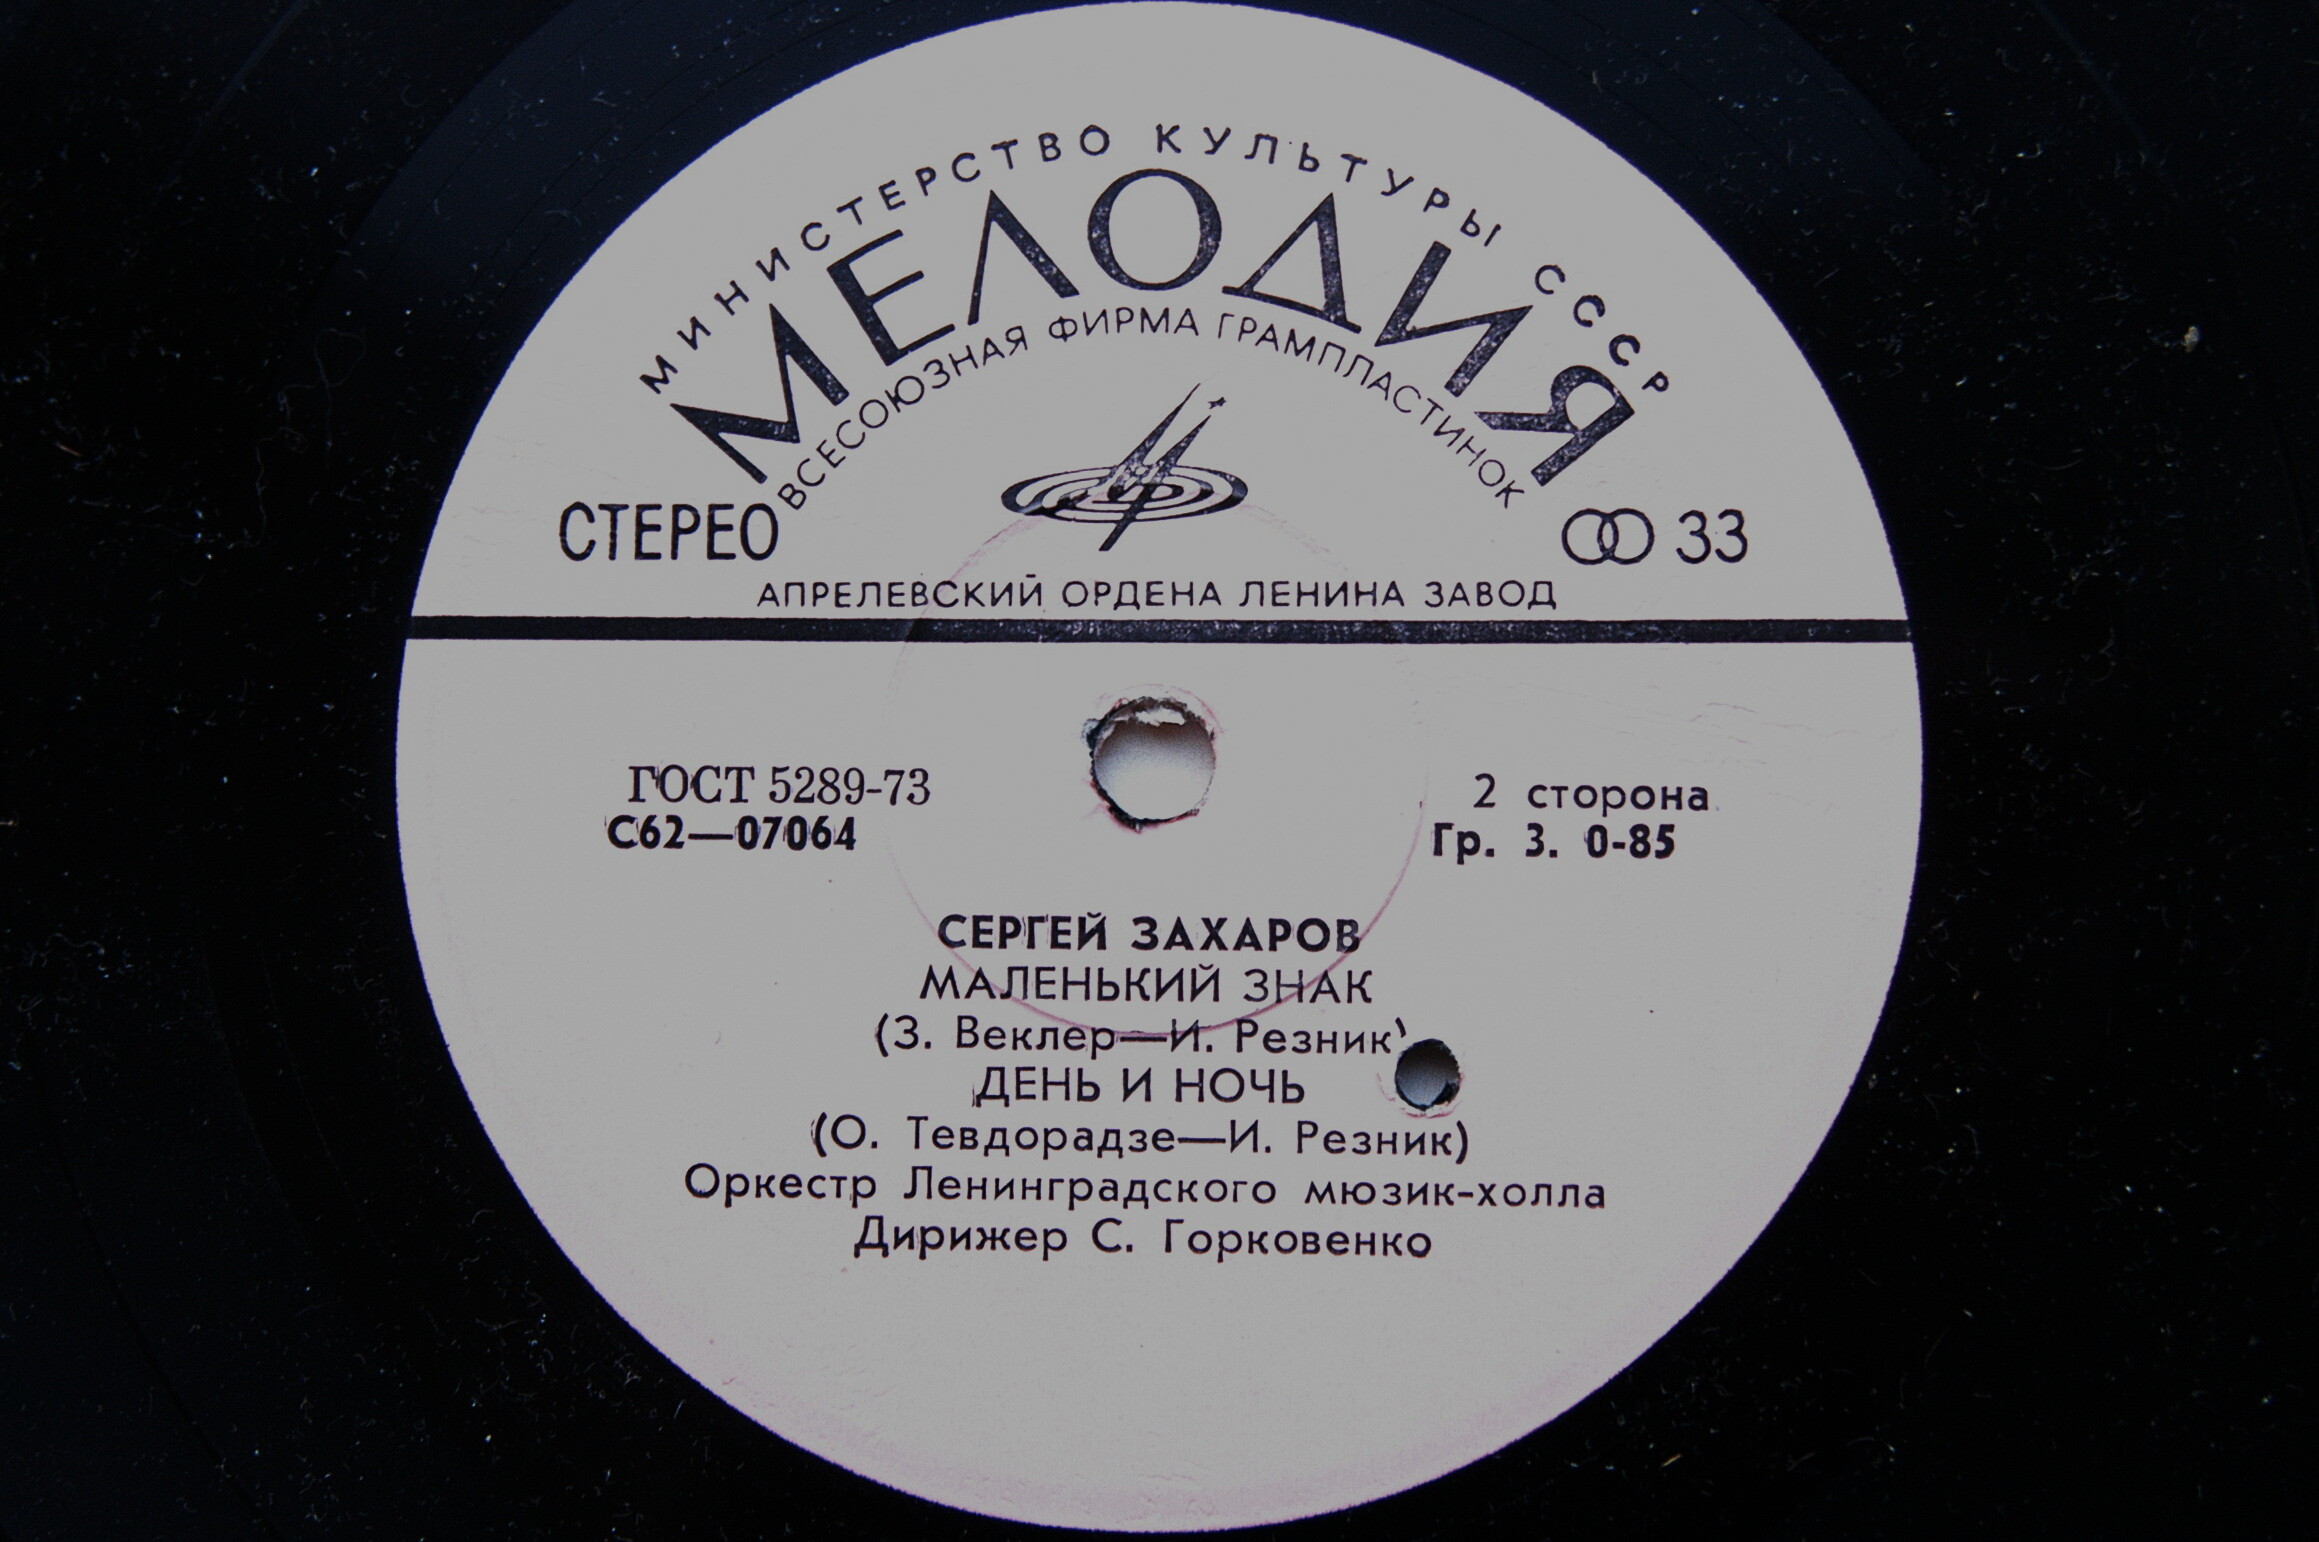 МИНИСТЕРСТВО КУЛЬТУРЫ СССР
МЕЛОДИЯ
ВСЕСОЮЗНАЯ ФИРМА ГРАМПЛАСТИНОК
СТЕРЕО
33
АПРЕЛЕВСКИЙ ОРДЕНА ЛЕНИНА ЗАВОД
ГОСТ 5289-73
2 сторона
С62—07064
Гр. 3. 0-85
СЕРГЕЙ ЗАХАРОВ
МАЛЕНЬКИЙ ЗНАК
(З. Веклер—И. Резник)
ДЕНЬ И НОЧЬ
(О. Тевдорадзе—И. Резник)
Оркестр Ленинградского мюзик-холла
Дирижер С. Горковенко